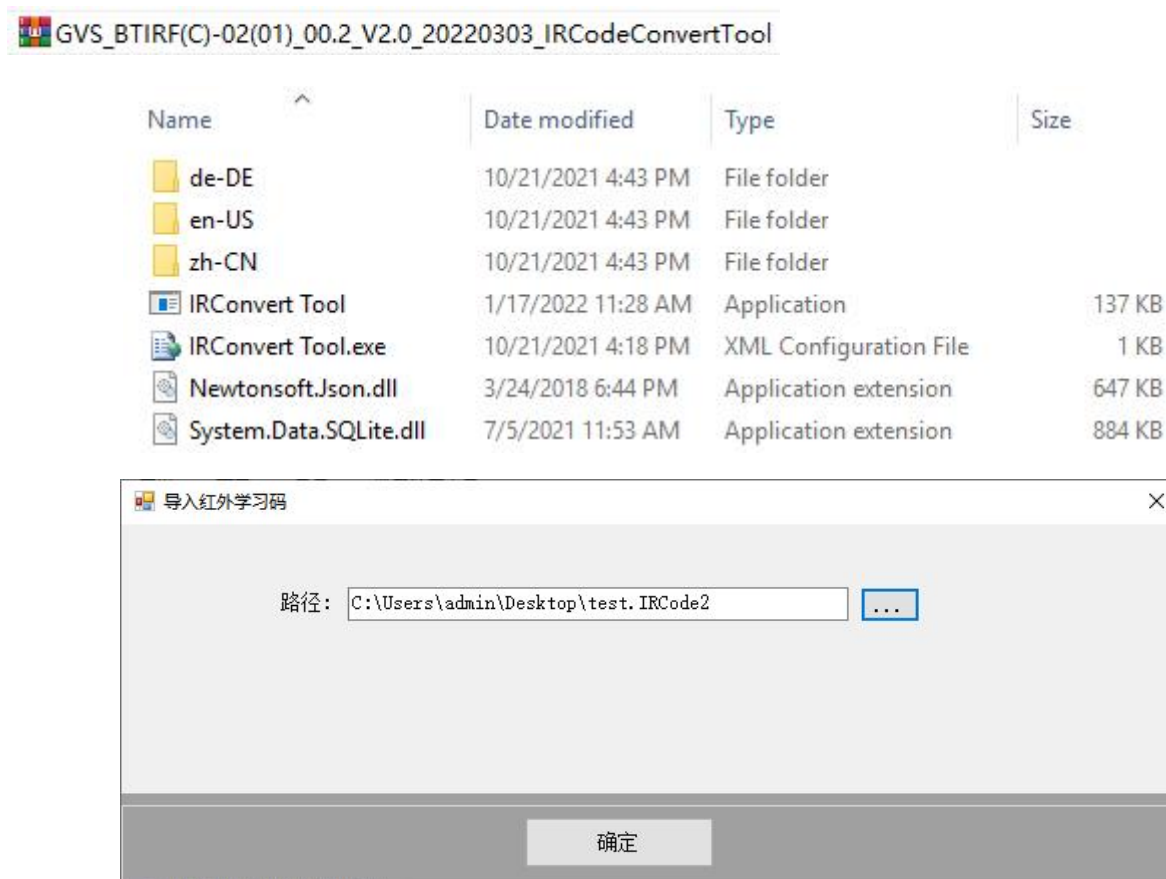 GVS_BTIRF(C)-02(01)_00.2_V2.0_20220303_IRCodeConvertTool
Name Date modified Type Size
de-DE 10/21/2021 4:43 PM File folder
en-US 10/21/2021 4:43 PM File folder
zh-CN 10/21/2021 4:43 PM File folder
IRConvert Tool 1/17/2022 11:28 AM Application 137 KB
IRConvert Tool.exe 10/21/2021 4:18 PM XML Configuration File 1 KB
Newtonsoft.Json.dll 3/24/2018 6:44 PM Application extension 647 KB
System.Data.SQLite.dll 7/5/2021 11:53 AM Application extension 884 KB
导入红外学习码
路径: C:\Users\admin\Desktop\test.IRCode2 ...
确定